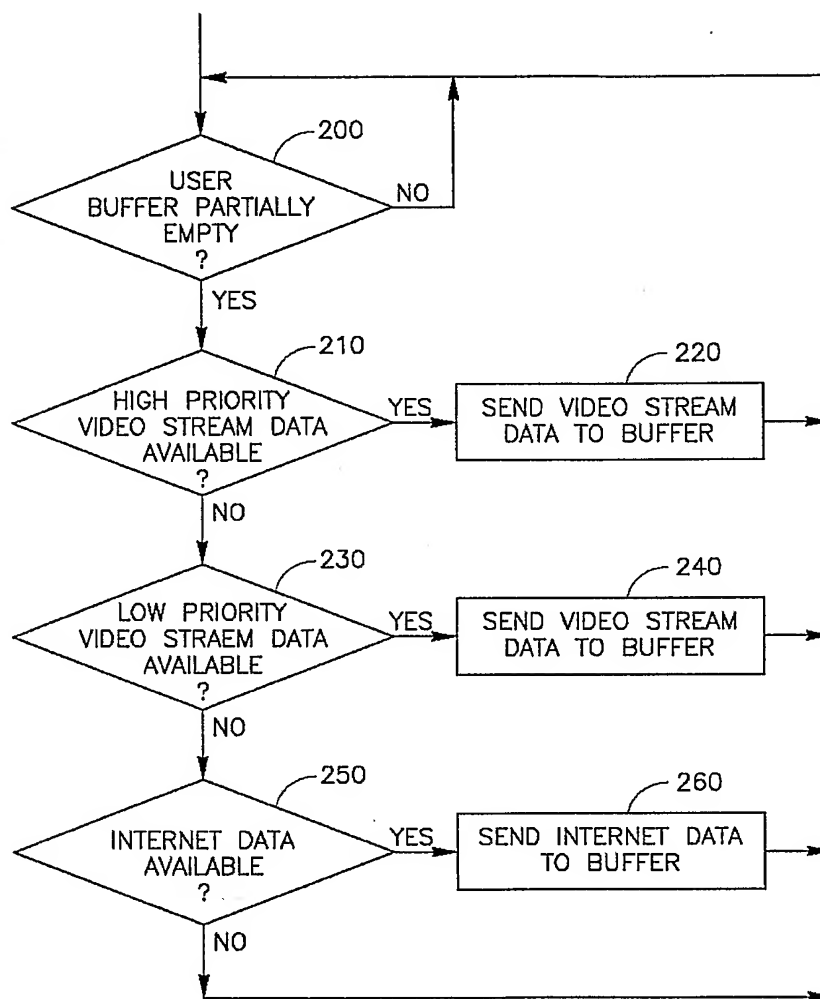 200
USER
BUFFER PARTIALLY
EMPTY
?
NO
YES
210
HIGH PRIORITY
VIDEO STREAM DATA
AVAILABLE
?
YES
220
SEND VIDEO STREAM
DATA TO BUFFER
NO
230
LOW PRIORITY
VIDEO STRAEM DATA
AVAILABLE
?
YES
240
SEND VIDEO STREAM
DATA TO BUFFER
NO
250
INTERNET DATA
AVAILABLE
?
YES
260
SEND INTERNET DATA
TO BUFFER
NO